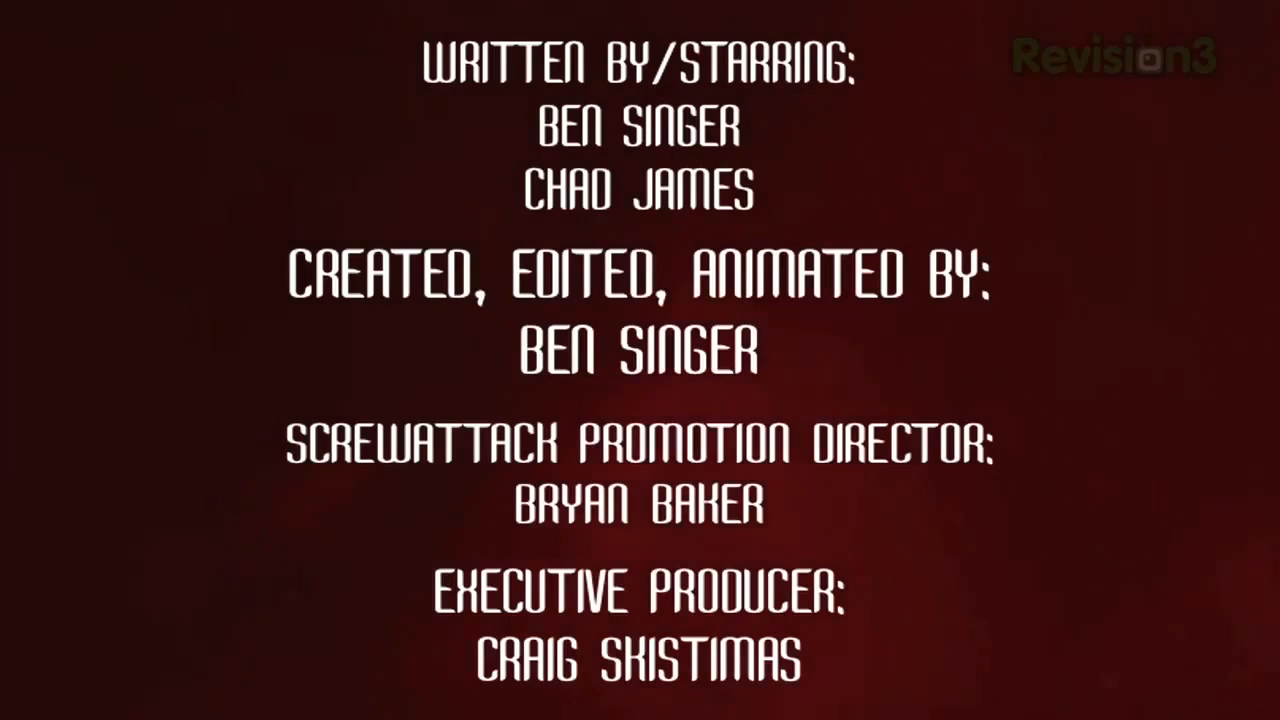 WRITTEN BY/STARRING:
Revision3
BEN SINGER
CHAD JAMES
CREATED, EDITED, ANIMATED BY:
BEN SINGER
SCREWATTACK PROMOTION DIRECTOR:
BRYAN BAKER
EXECUTIVE PRODUCER:
CRAIG SKISTIMAS